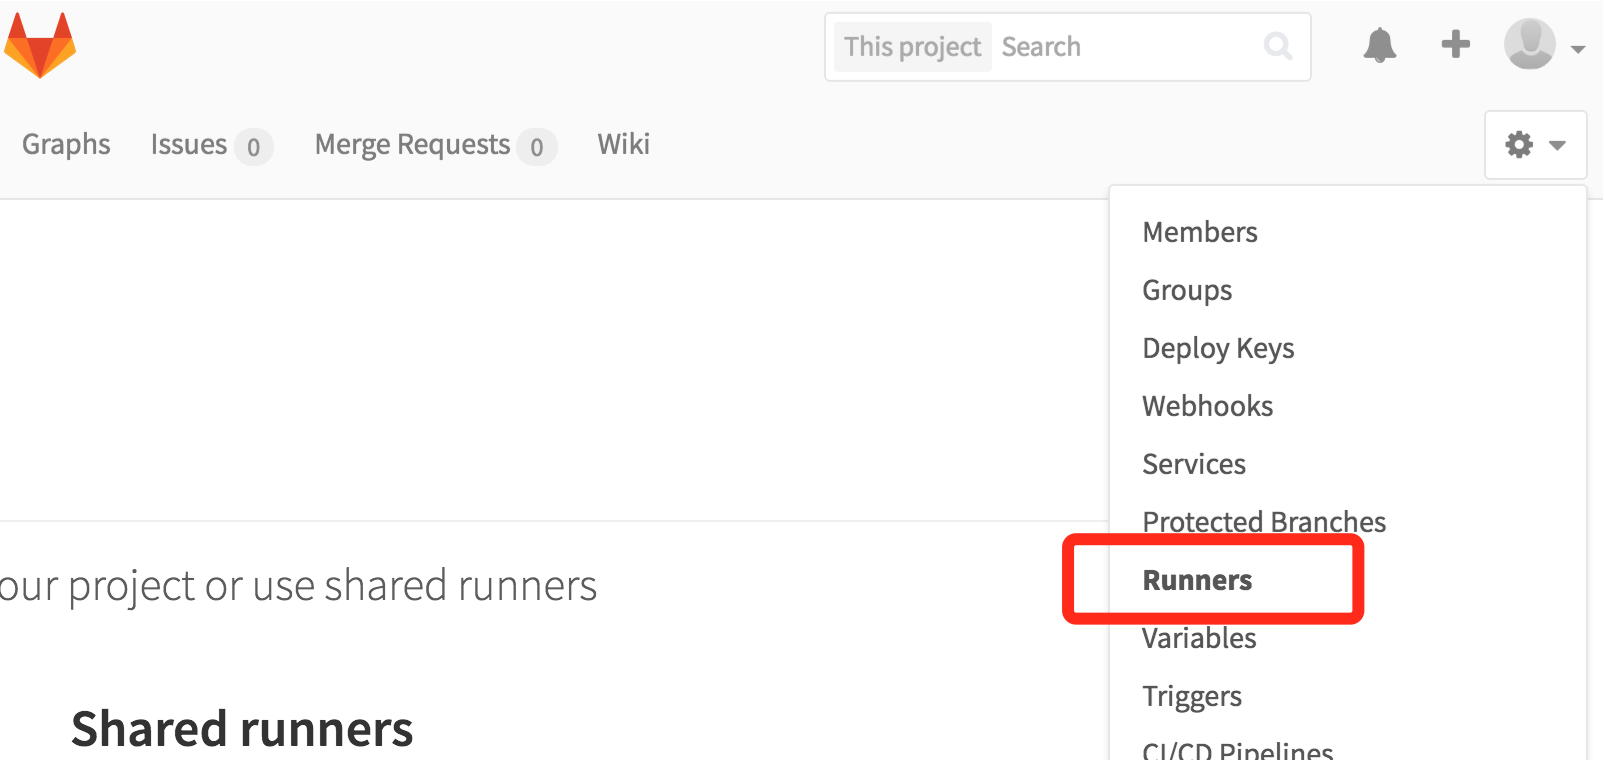 This project Search
Graphs Issues 0 Merge Requests 0 Wiki
Members
Groups
Deploy Keys
Webhooks
Services
Protected Branches
our project or use shared runners
Runners
Variables
Triggers
Shared runners
CI/CD Pipelines